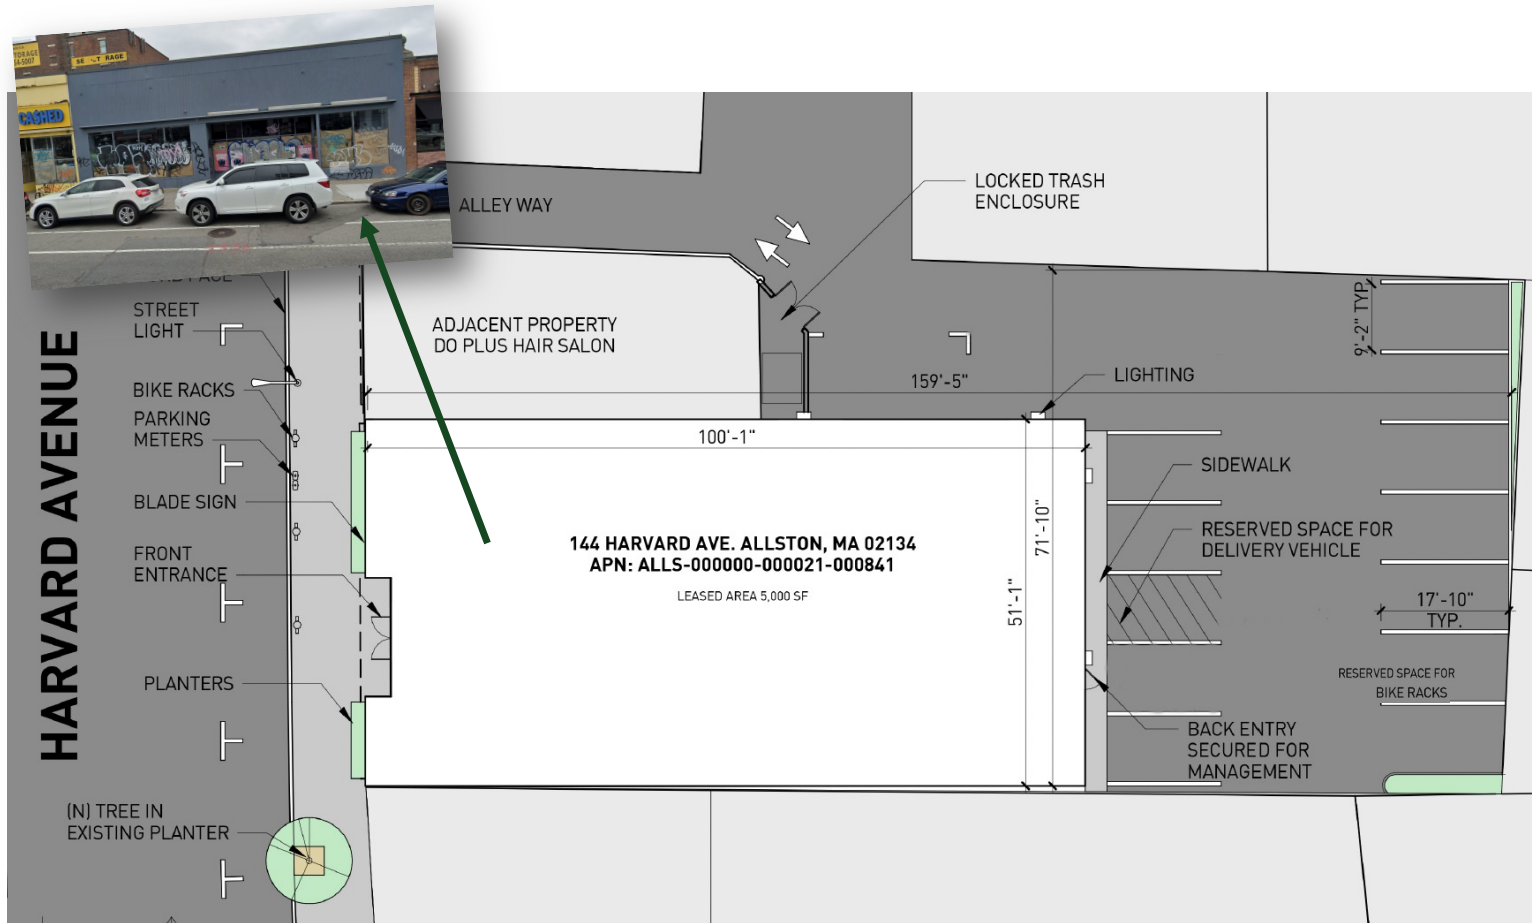 CASHED
SE T RAGE
ALLEY WAY
LOCKED TRASH
ENCLOSURE
STREET
LIGHT
ADJACENT PROPERTY
DO PLUS HAIR SALON
9'-2" TYP.
HARVARD AVENUE
BIKE RACKS
159'-5"
LIGHTING
PARKING
METERS
100'-1"
SIDEWALK
BLADE SIGN
71'-10"
144 HARVARD AVE. ALLSTON, MA 02134
APN: ALLS-000000-000021-000841
LEASED AREA 5,000 SF
RESERVED SPACE FOR
DELIVERY VEHICLE
FRONT
ENTRANCE
51'-1"
17'-10"
TYP.
PLANTERS
RESERVED SPACE FOR
BIKE RACKS
BACK ENTRY
SECURED FOR
MANAGEMENT
(N) TREE IN
EXISTING PLANTER